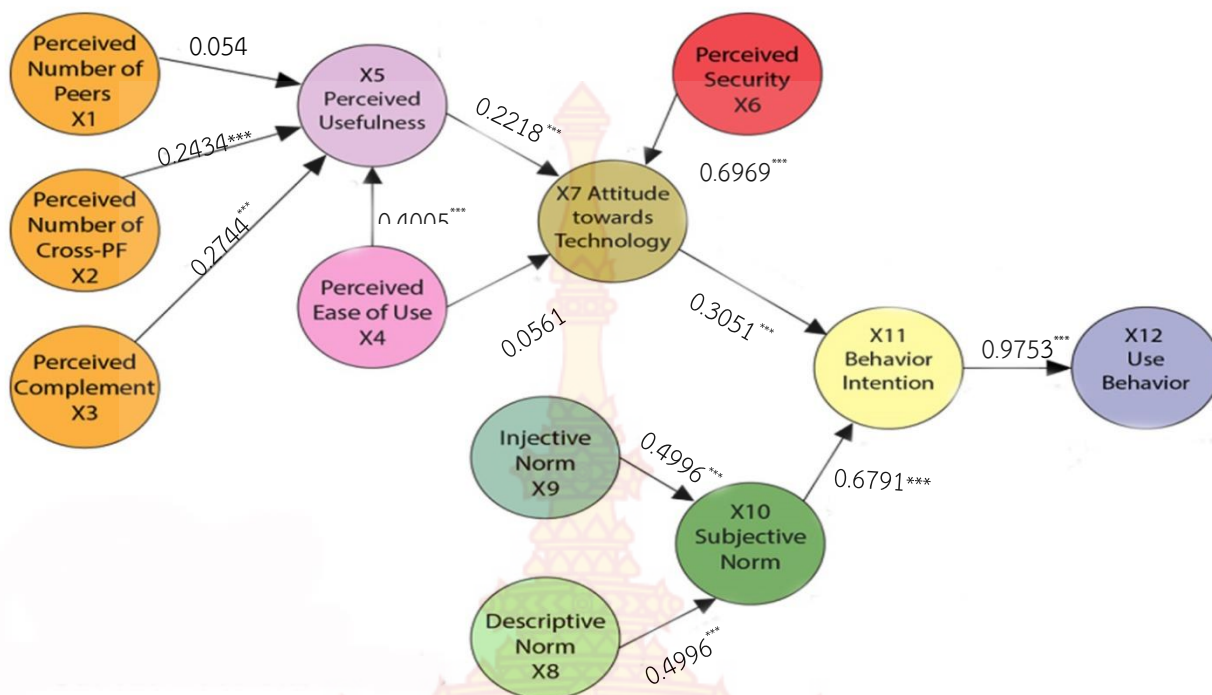 Perceived
Number of
Peers
X1
0.054
X5
Perceived
Usefulness
Perceived
Security
X6
0.2218 ***
0.2434***
0.6969 ***
Perceived
Number of
Cross-PF
X2
0.2744 ***
0.4005***
X7 Attitude
towards
Technology
Perceived
Ease of Use
X4
0.0561
0.3051 ***
Perceived
Complement
X3
X11
Behavior
Intention
0.9753***
X12
Use
Behavior
Injective
Norm
X9
0.4996 ***
0.6791***
X10
Subjective
Norm
Descriptive
Norm
X8
0.4996***